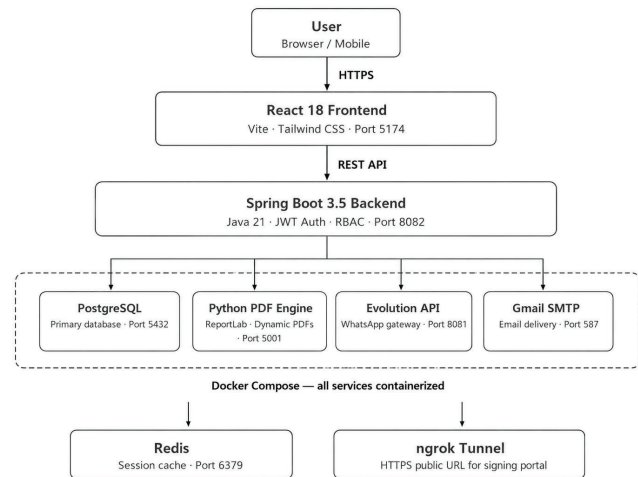 User
Browser / Mobile
HTTPS
React 18 Frontend
Vite · Tailwind CSS · Port 5174
REST API
Spring Boot 3.5 Backend
Java 21 · JWT Auth · RBAC · Port 8082
PostgreSQL
Primary database · Port 5432
Python PDF Engine
ReportLab · Dynamic PDFs
· Port 5001
Evolution API
WhatsApp gateway · Port 8081
Gmail SMTP
Email delivery · Port 587
Docker Compose — all services containerized
Redis
Session cache · Port 6379
ngrok Tunnel
HTTPS public URL for signing portal